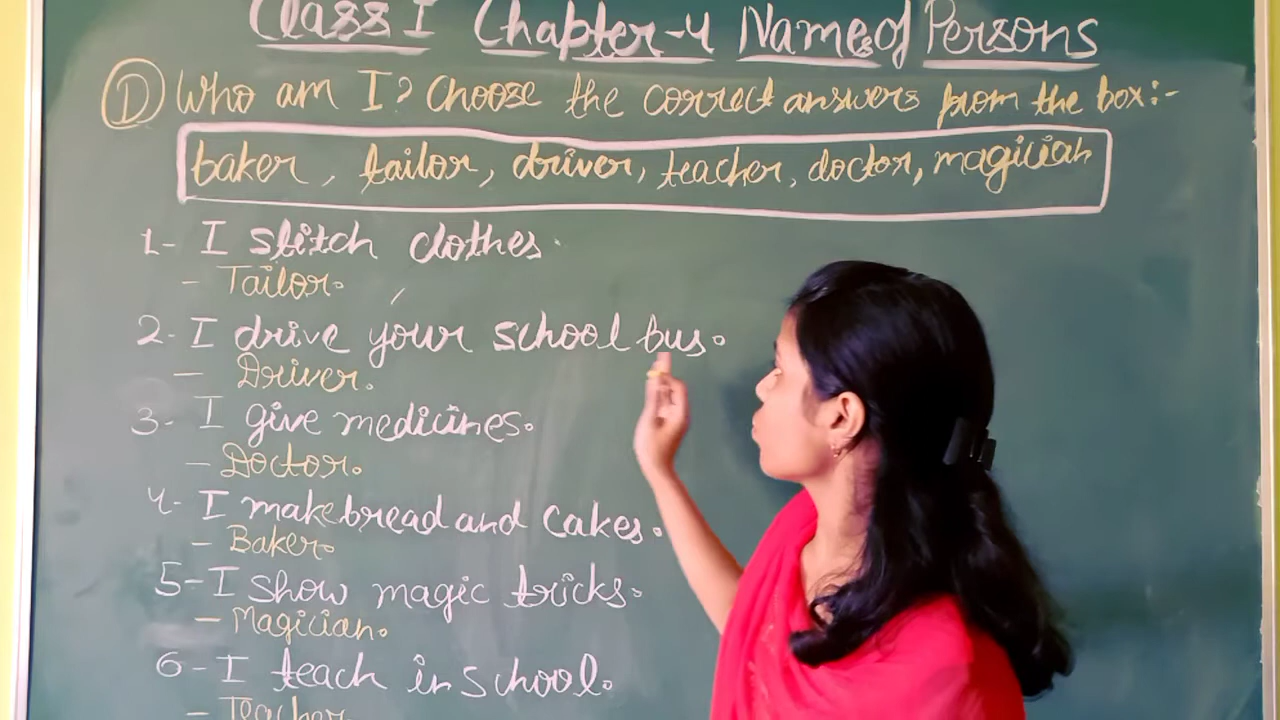 Class I Chapter-4 Names of Persons
① Who am I? Choose the correct answers from the box:-
baker, tailor, driver, teacher, doctor, magician
1- I stitch clothes.
- Tailor.
2- I drive your school bus.
- Driver.
3- I give medicines.
- Doctor.
4- I make bread and cakes.
- Baker.
5- I show magic tricks.
- Magician.
6- I teach in school.
- Teacher